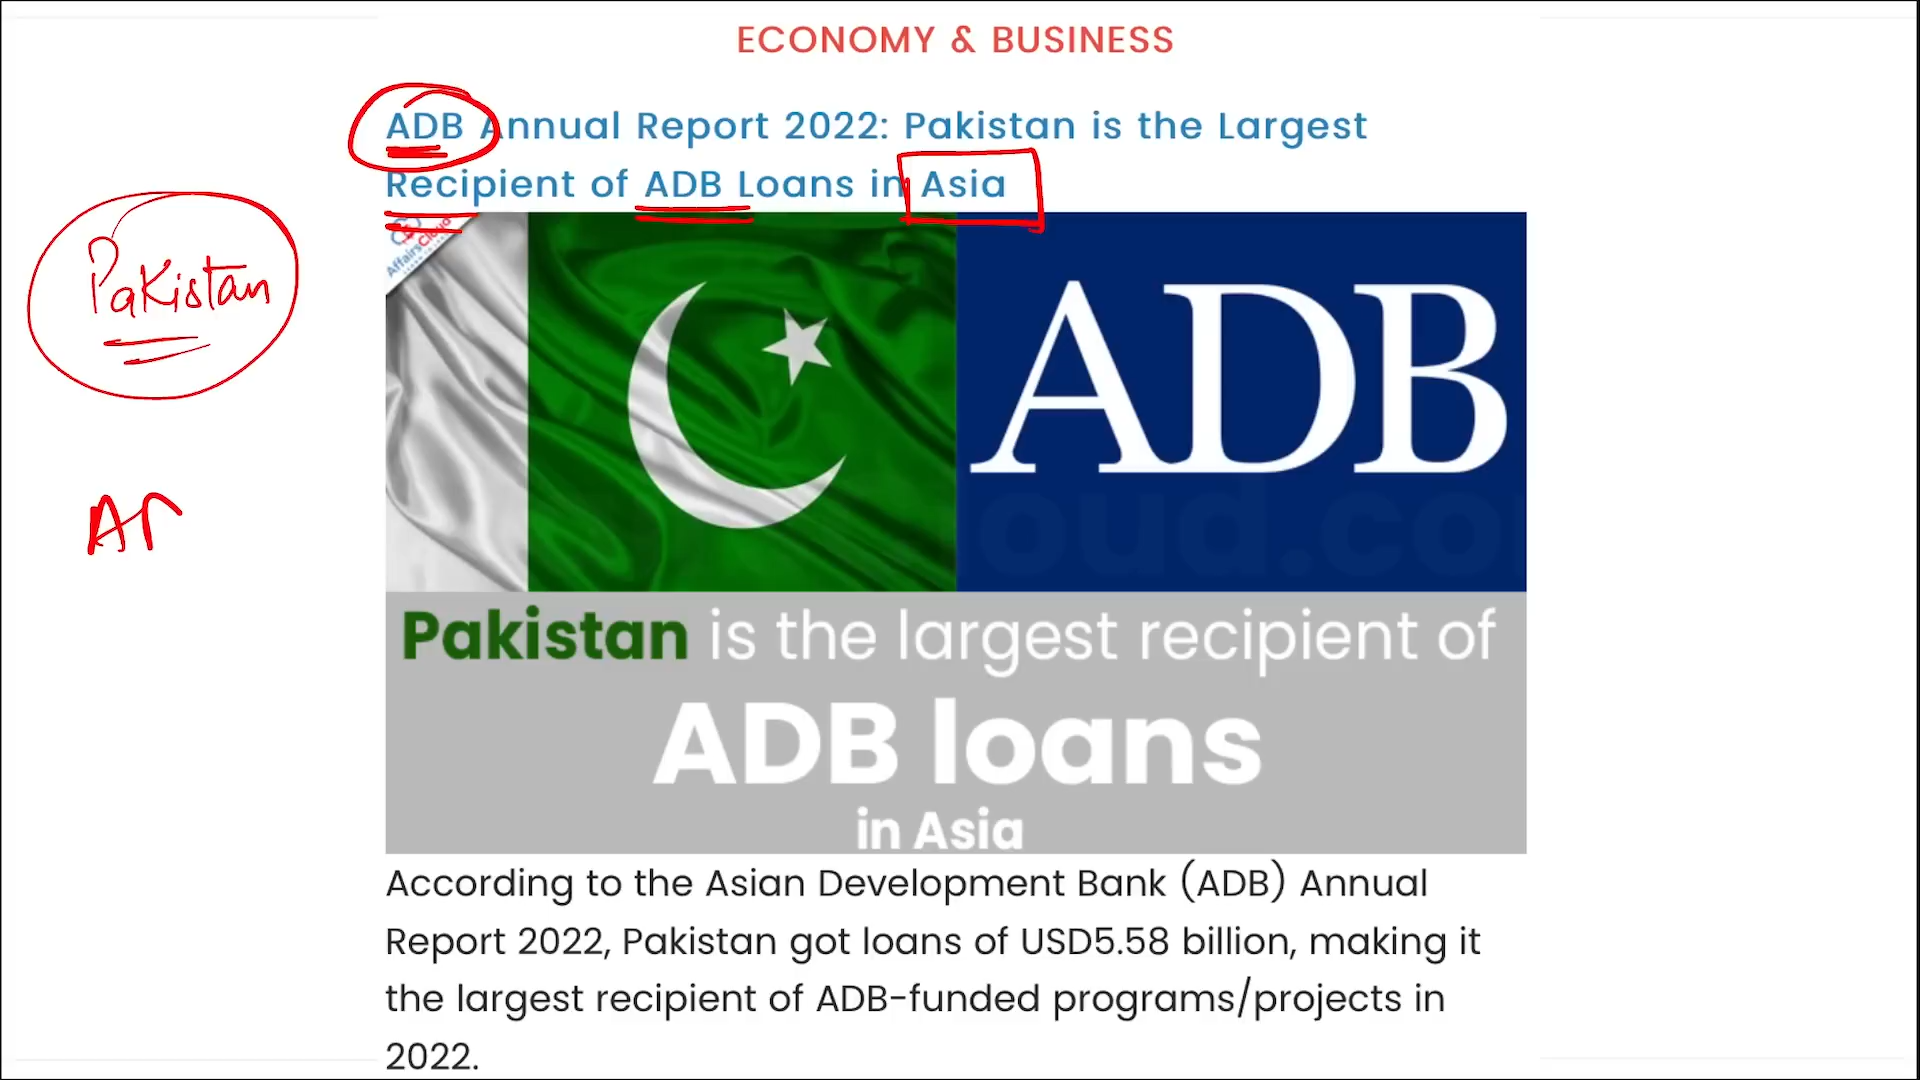 ECONOMY & BUSINESS
ADB Annual Report 2022: Pakistan is the Largest
Recipient of ADB Loans in Asia
Pakistan
AffairsCloud
ADB
oud.co
Pakistan is the largest recipient of
ADB loans
in Asia
According to the Asian Development Bank (ADB) Annual
Report 2022, Pakistan got loans of USD5.58 billion, making it
the largest recipient of ADB-funded programs/projects in
2022.